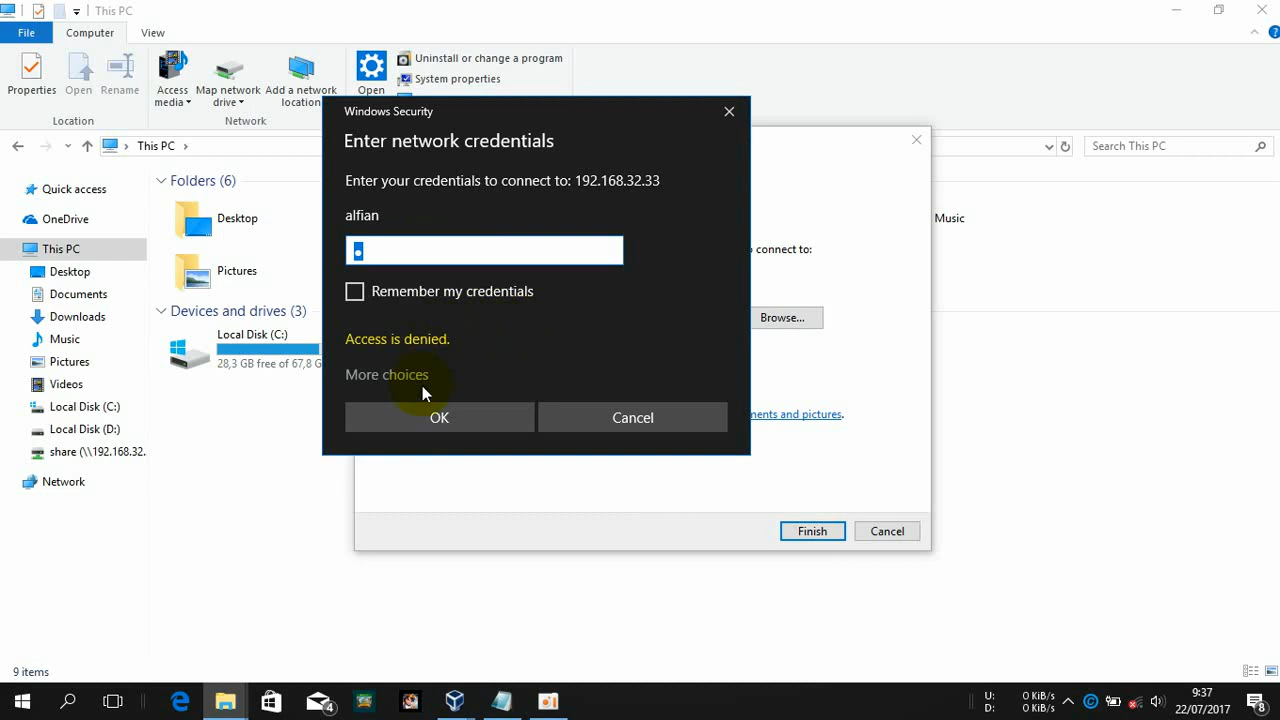 This PC
File
Computer
View
Properties
Open
Rename
Access
media
Map network
drive
Add a network
location
Open
Uninstall or change a program
System properties
Location
Network
This PC
Search This PC
Quick access
OneDrive
This PC
Desktop
Documents
Downloads
Music
Pictures
Videos
Local Disk (C:)
Local Disk (D:)
share (\\192.168.32.
Network
Folders (6)
Desktop
Pictures
Devices and drives (3)
Local Disk (C:)
28,3 GB free of 67,8 G
Music
Windows Security
Enter network credentials
Enter your credentials to connect to: 192.168.32.33
alfian
Remember my credentials
Access is denied.
More choices
OK
Cancel
o connect to:
Browse...
ments and pictures.
Finish
Cancel
9 items
4
U:
D:
0 KiB/s
0 KiB/s
9:37
22/07/2017
8